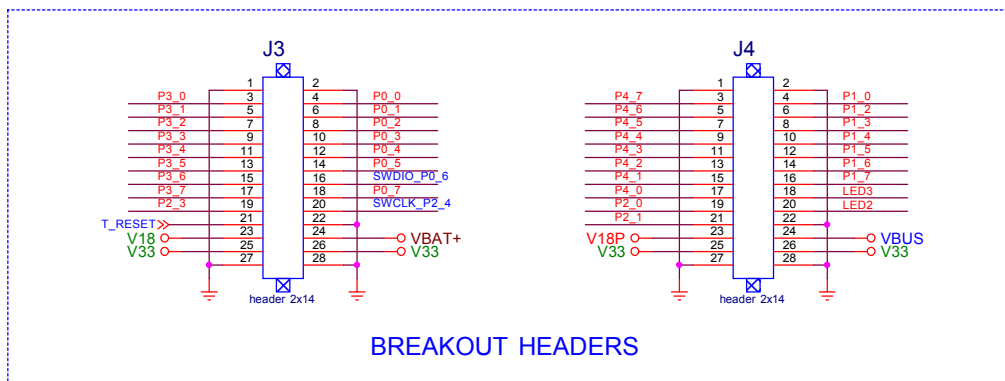 J3 J4
1 2 1 2
P3_0 3 4 P0_0 P4_7 3 4 P1_0
P3_1 5 6 P0_1 P4_6 5 6 P1_2
P3_2 7 8 P0_2 P4_5 7 8 P1_3
P3_3 9 10 P0_3 P4_4 9 10 P1_4
P3_4 11 12 P0_4 P4_3 11 12 P1_5
P3_5 13 14 P0_5 P4_2 13 14 P1_6
P3_6 15 16 SWDIO_P0_6 P4_1 15 16 P1_7
P3_7 17 18 P0_7 P4_0 17 18 LED3
P2_3 19 20 SWCLK_P2_4 P2_0 19 20 LED2
T_RESET 21 22 P2_1 21 22
V18 23 24 VBAT+ V18P 23 24 VBUS
V33 25 26 V33 V33 25 26 V33
27 28 27 28
header 2x14 header 2x14
BREAKOUT HEADERS